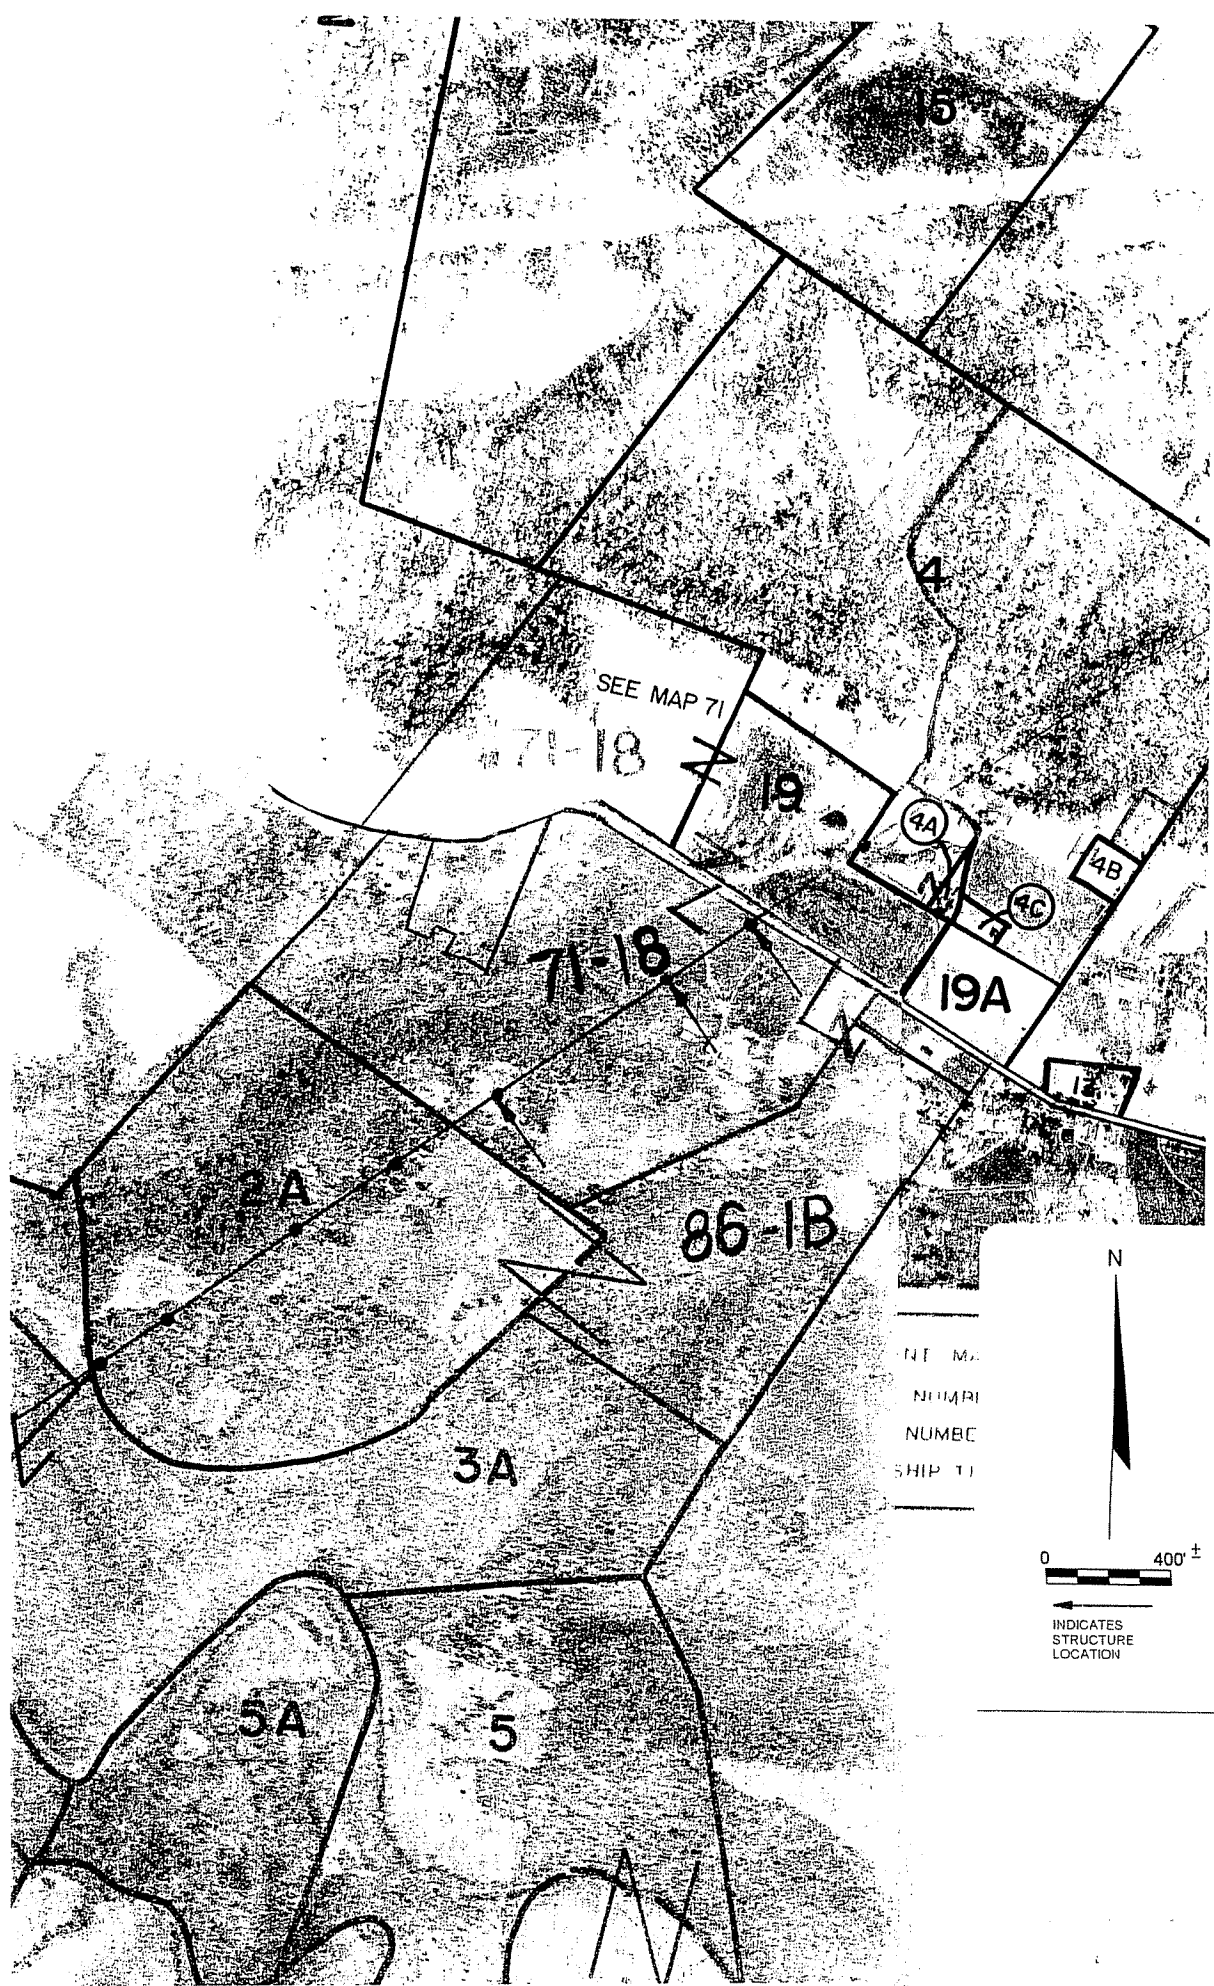 15
4
SEE MAP 71
71-18
19
4A
4B
4C
71-18
19A
12
2A
86-1B
N
NUMBE
3A
0 400' ±
INDICATES
STRUCTURE
LOCATION
5A
5